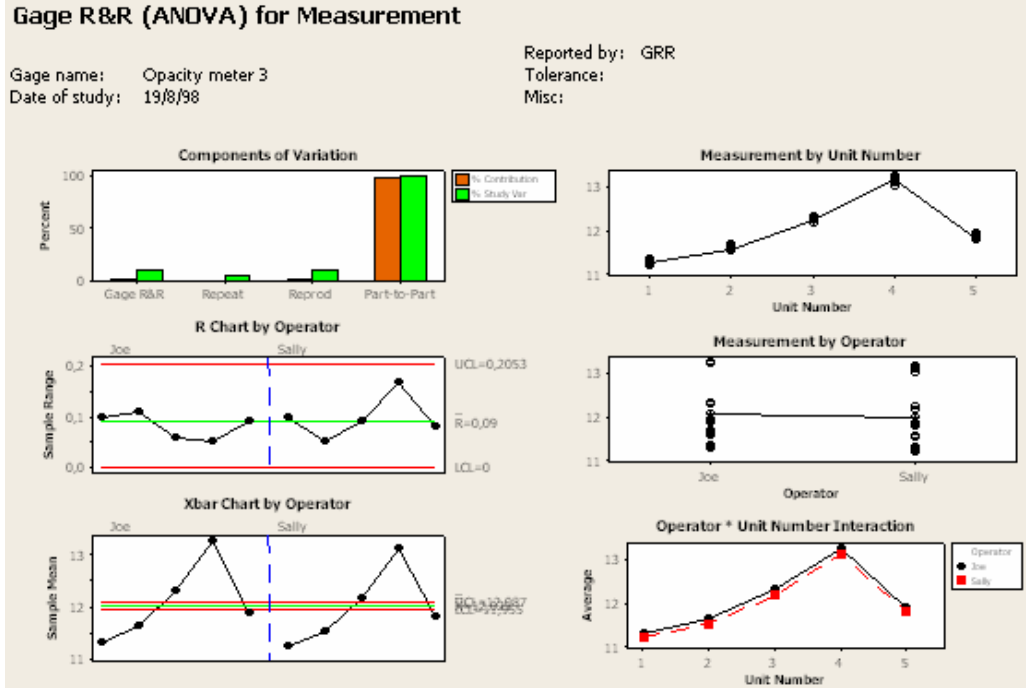 Gage R&R (ANOVA) for Measurement
Gage name: Opacity meter 3
Date of study: 19/8/98
Reported by: GRR
Tolerance:
Misc:
Components of Variation
Percent
100
50
0
Gage R&R Repeat Reprod Part-to-Part
% Contribution
% Study Var
R Chart by Operator
Joe Sally
Sample Range
0,2
0,1
0,0
UCL=0,2053
R=0,09
LCL=0
Xbar Chart by Operator
Joe Sally
Sample Mean
13
12
11
Measurement by Unit Number
13
12
11
1 2 3 4 5
Unit Number
Measurement by Operator
13
12
11
Joe Sally
Operator
Operator * Unit Number Interaction
Average
13
12
11
1 2 3 4 5
Unit Number
Operator
Joe
Sally